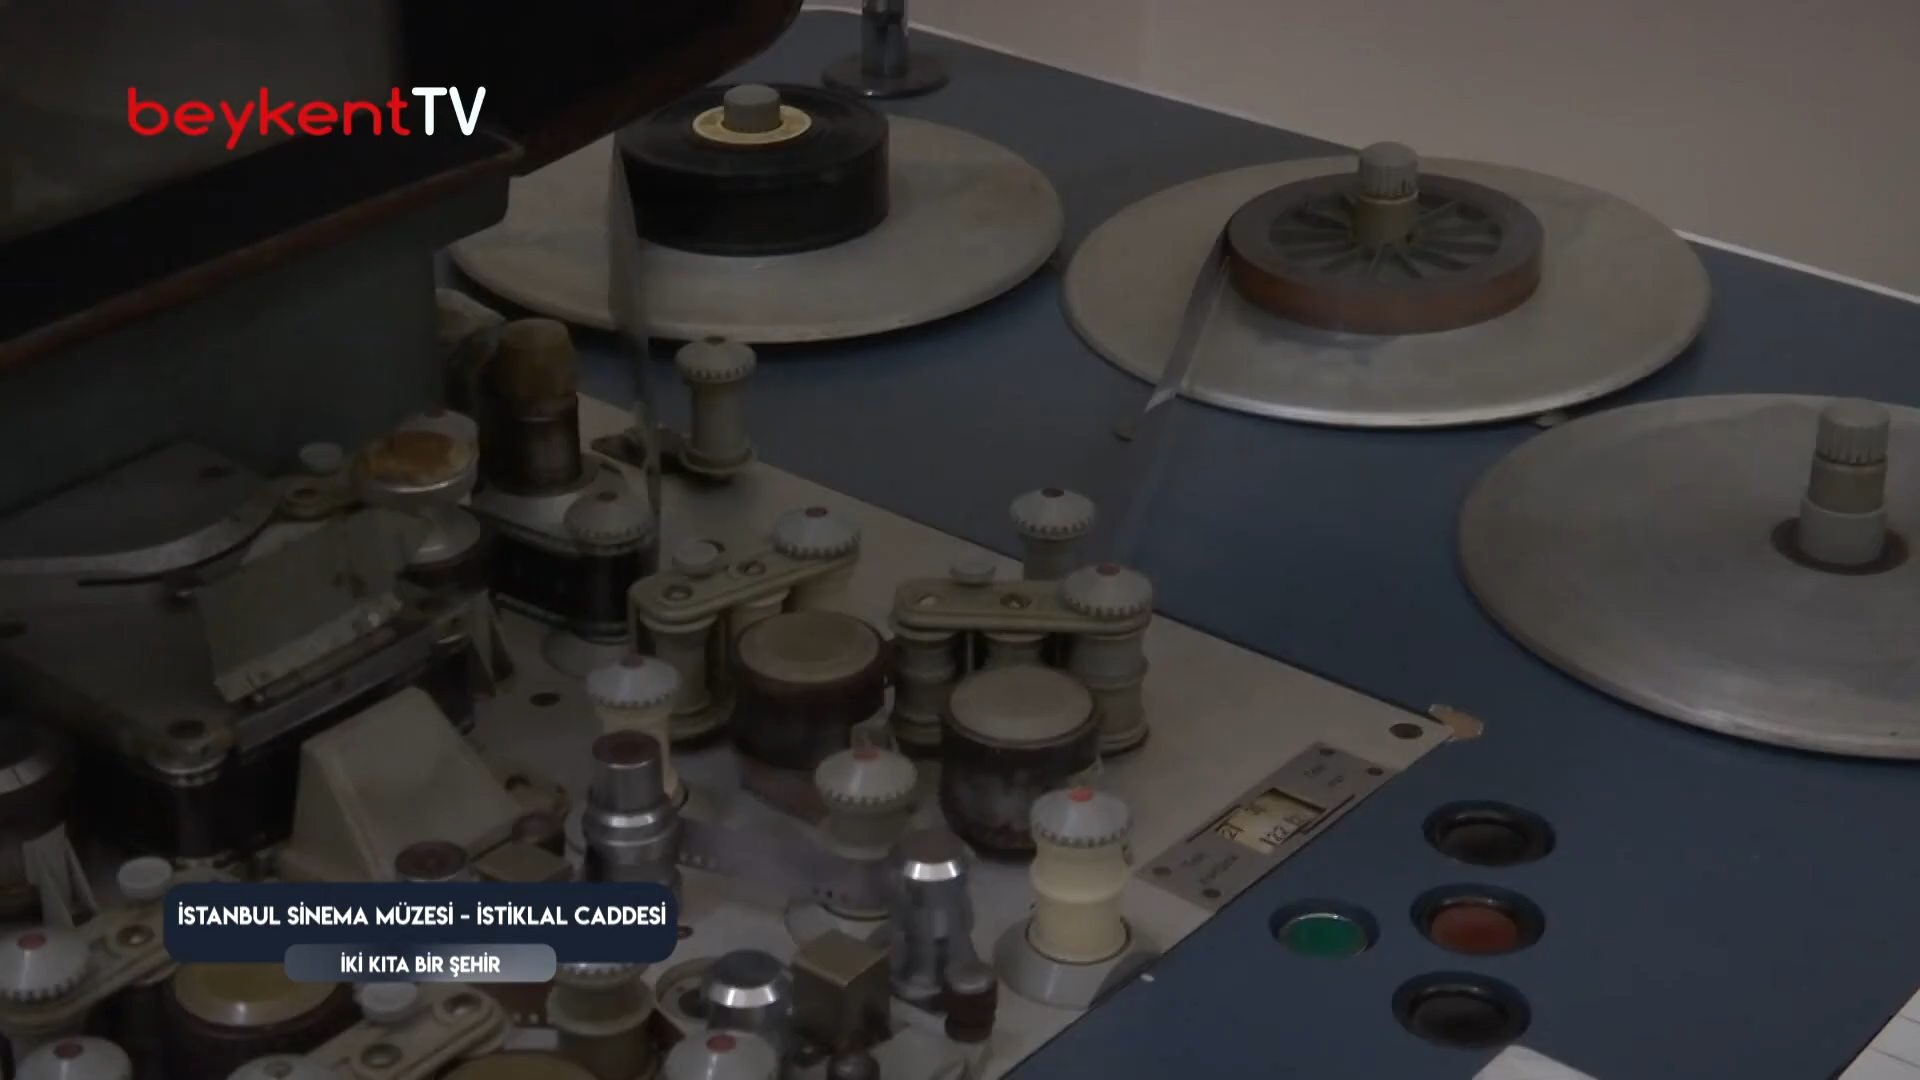 beykentTV
İSTANBUL SİNEMA MÜZESİ - İSTİKLAL CADDESİ
İKİ KITA BİR ŞEHİR